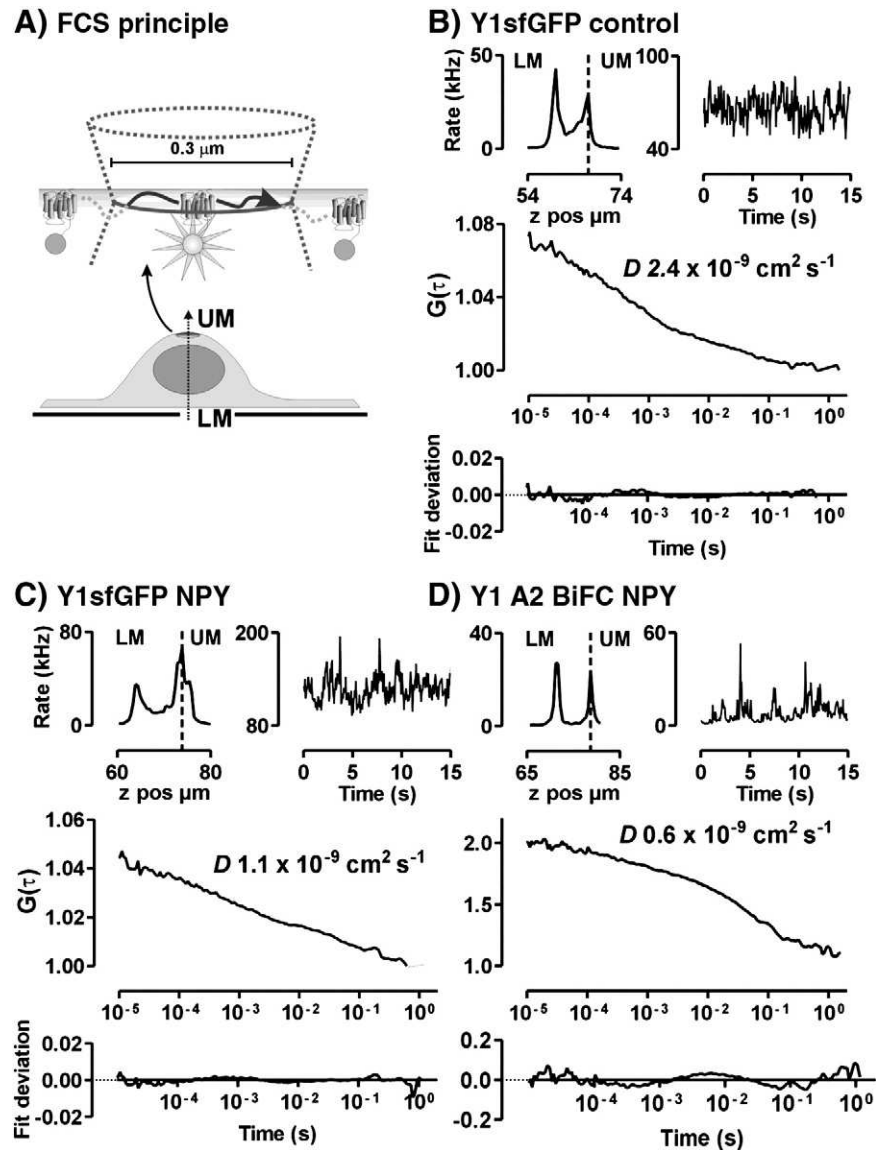 A) FCS principle
0.3 μm
UM
LM
B) Y1sfGFP control
Rate (kHz)
50
0
LM
UM
54
74
z pos μm
100
40
0
5
10
15
Time (s)
G(τ)
1.08
1.04
1.00
D 2.4 x 10⁻⁹ cm² s⁻¹
10⁻⁵
10⁻⁴
10⁻³
10⁻²
10⁻¹
10⁰
Fit deviation
0.02
0.00
-0.02
10⁻⁴
10⁻³
10⁻²
10⁻¹
10⁰
Time (s)
C) Y1sfGFP NPY
Rate (kHz)
80
0
LM
UM
60
80
z pos μm
200
80
0
5
10
15
Time (s)
G(τ)
1.06
1.04
1.02
1.00
D 1.1 x 10⁻⁹ cm² s⁻¹
10⁻⁵
10⁻⁴
10⁻³
10⁻²
10⁻¹
10⁰
Fit deviation
0.02
0.00
-0.02
10⁻⁴
10⁻³
10⁻²
10⁻¹
10⁰
Time (s)
D) Y1 A2 BiFC NPY
40
0
LM
UM
65
85
z pos μm
60
0
0
5
10
15
Time (s)
2.0
1.5
1.0
D 0.6 x 10⁻⁹ cm² s⁻¹
10⁻⁵
10⁻⁴
10⁻³
10⁻²
10⁻¹
10⁰
0.2
0.0
-0.2
10⁻⁴
10⁻³
10⁻²
10⁻¹
10⁰
Time (s)